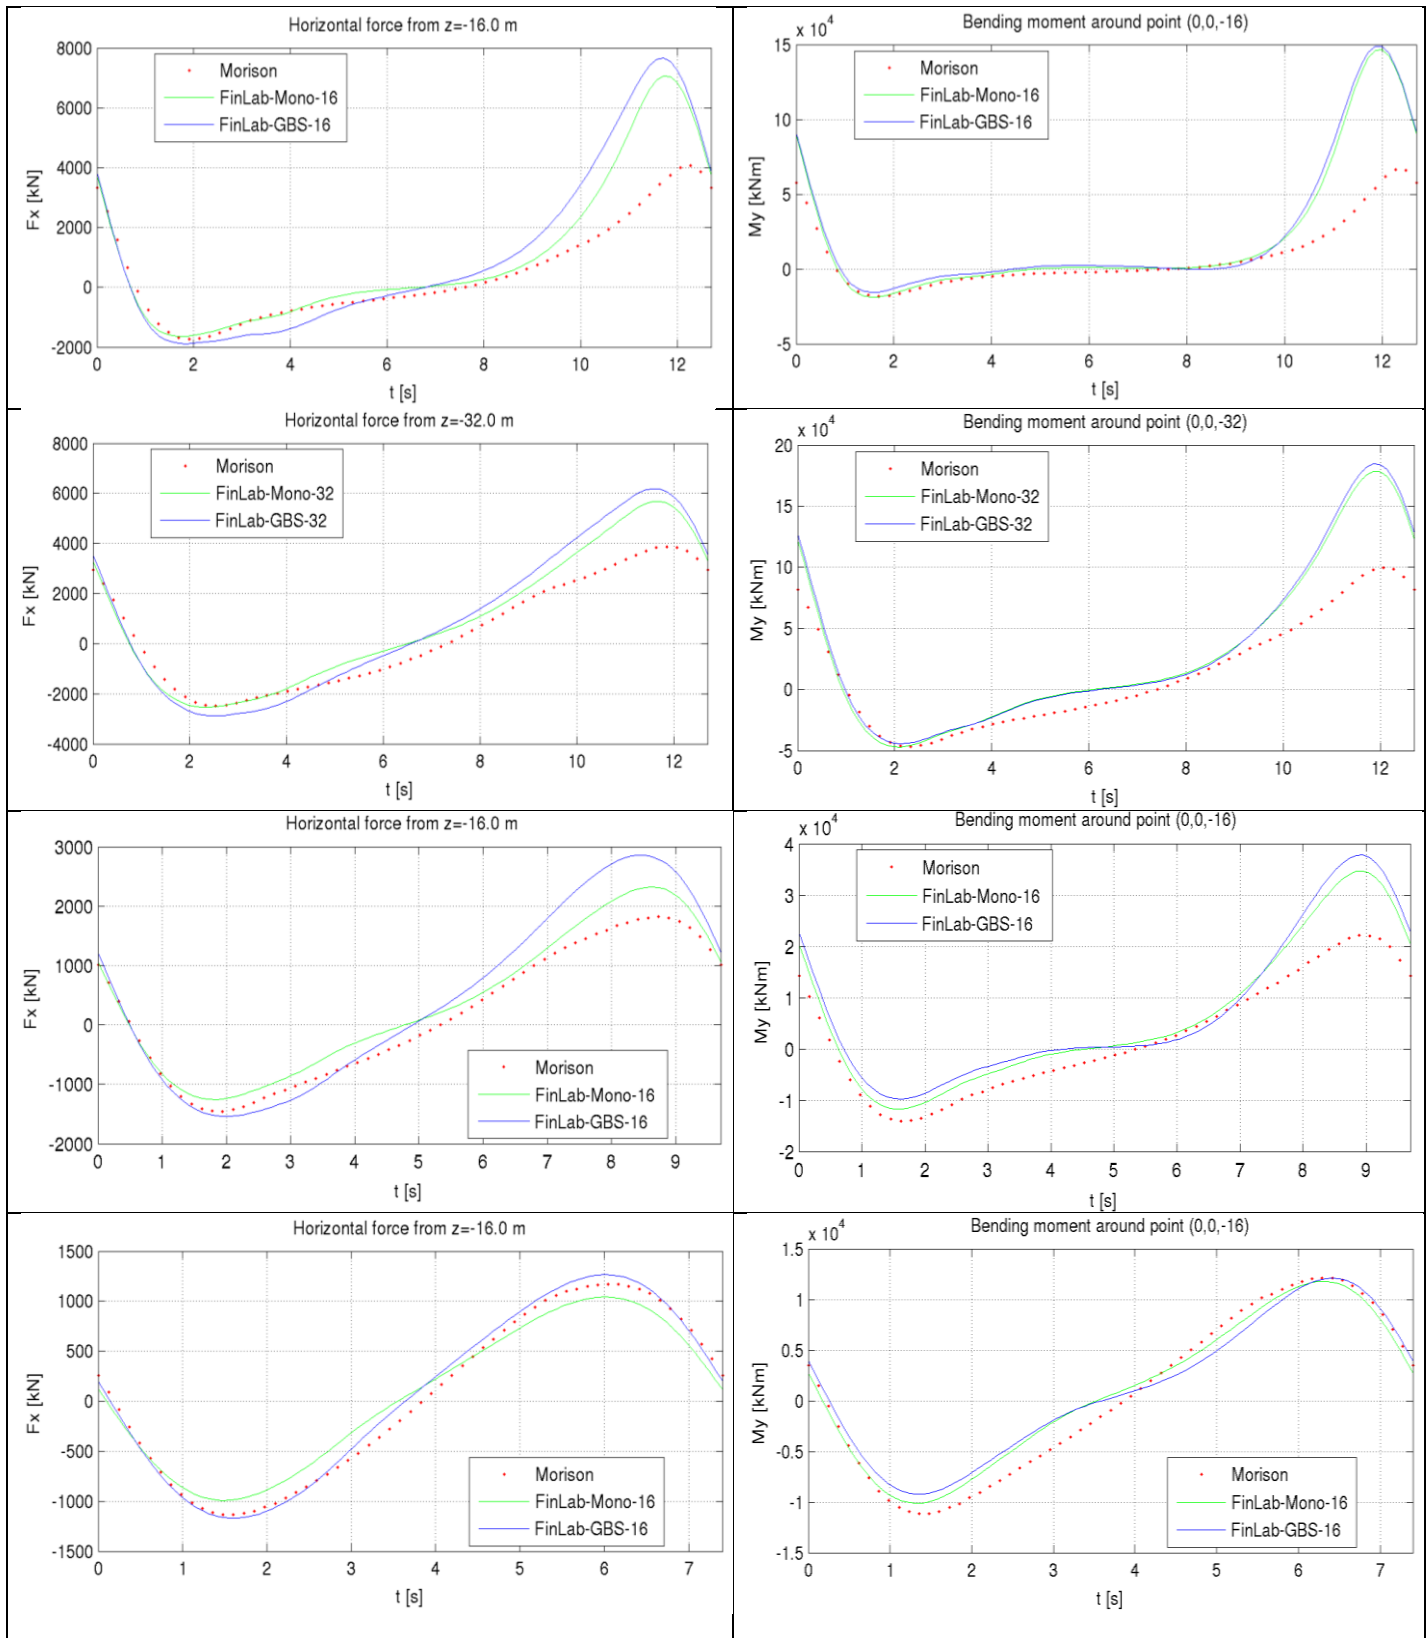 Horizontal force from z=-16.0 m
8000
6000
4000
2000
0
-2000
Fx [kN]
Morison
FinLab-Mono-16
FinLab-GBS-16
0 2 4 6 8 10 12
t [s]
Bending moment around point (0,0,-16)
x 10^4
15
10
5
0
-5
My [kNm]
Morison
FinLab-Mono-16
FinLab-GBS-16
0 2 4 6 8 10 12
t [s]
Horizontal force from z=-32.0 m
8000
6000
4000
2000
0
-2000
-4000
Fx [kN]
Morison
FinLab-Mono-32
FinLab-GBS-32
0 2 4 6 8 10 12
t [s]
Bending moment around point (0,0,-32)
x 10^4
20
15
10
5
0
-5
My [kNm]
Morison
FinLab-Mono-32
FinLab-GBS-32
0 2 4 6 8 10 12
t [s]
Horizontal force from z=-16.0 m
3000
2000
1000
0
-1000
-2000
Fx [kN]
Morison
FinLab-Mono-16
FinLab-GBS-16
0 1 2 3 4 5 6 7 8 9
t [s]
Bending moment around point (0,0,-16)
x 10^4
4
3
2
1
0
-1
-2
My [kNm]
Morison
FinLab-Mono-16
FinLab-GBS-16
0 1 2 3 4 5 6 7 8 9
t [s]
Horizontal force from z=-16.0 m
1500
1000
500
0
-500
-1000
-1500
Fx [kN]
Morison
FinLab-Mono-16
FinLab-GBS-16
0 1 2 3 4 5 6 7
t [s]
Bending moment around point (0,0,-16)
x 10^4
1.5
1
0.5
0
-0.5
-1
-1.5
My [kNm]
Morison
FinLab-Mono-16
FinLab-GBS-16
0 1 2 3 4 5 6 7
t [s]